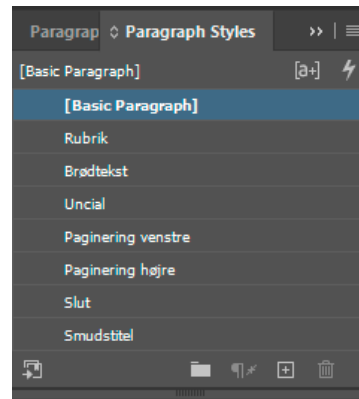 Paragrap Paragraph Styles
[Basic Paragraph] [a+]
[Basic Paragraph]
Rubrik
Brødtekst
Uncial
Paginering venstre
Paginering højre
Slut
Smudstitel